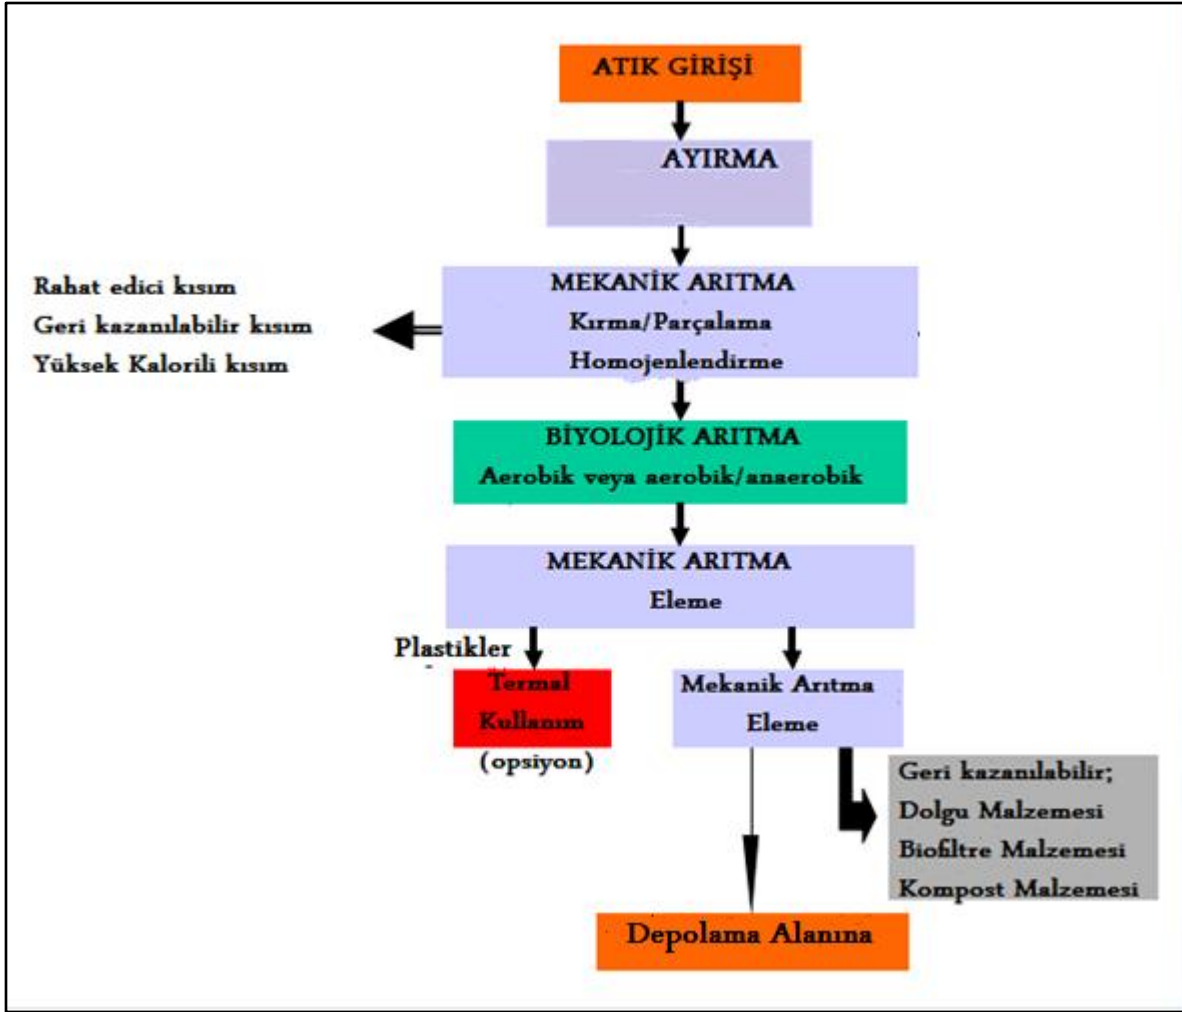 ATIK GİRİŞİ
AYIRMA
MEKANİK ARITMA
Kırma/Parçalama
Homojenlendirme
Rahat edici kısım
Geri kazanılabilir kısım
Yüksek Kalorili kısım
BİYOLOJİK ARITMA
Aerobik veya aerobik/anaerobik
MEKANİK ARITMA
Eleme
Plastikler
Termal
Kullanım
(opsiyon)
Mekanik Arıtma
Eleme
Geri kazanılabilir;
Dolgu Malzemesi
Biofiltre Malzemesi
Kompost Malzemesi
Depolama Alanına